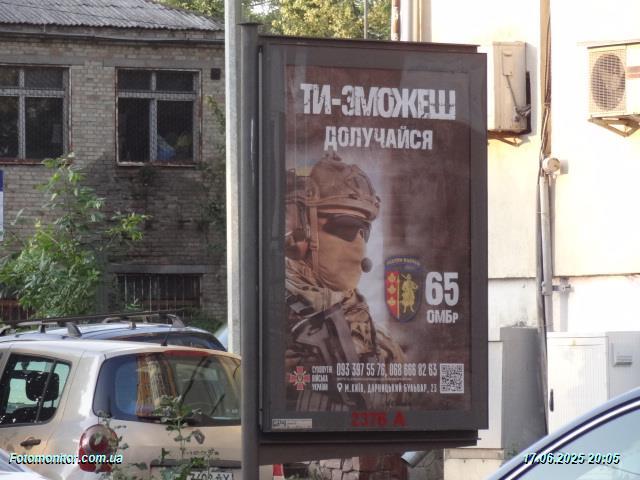 ТИ-ЗМОЖЕШ
ДОЛУЧАЙСЯ
65
ОМБр
СУХОПУТНІ
ВІЙСЬКА
УКРАЇНИ
093 397 55 76, 068 666 82 63
М.КИЇВ, ДАРНИЦЬКИЙ БУЛЬВАР, 23
2376 А
Fotomonitor.com.ua
17.06.2025 20:05